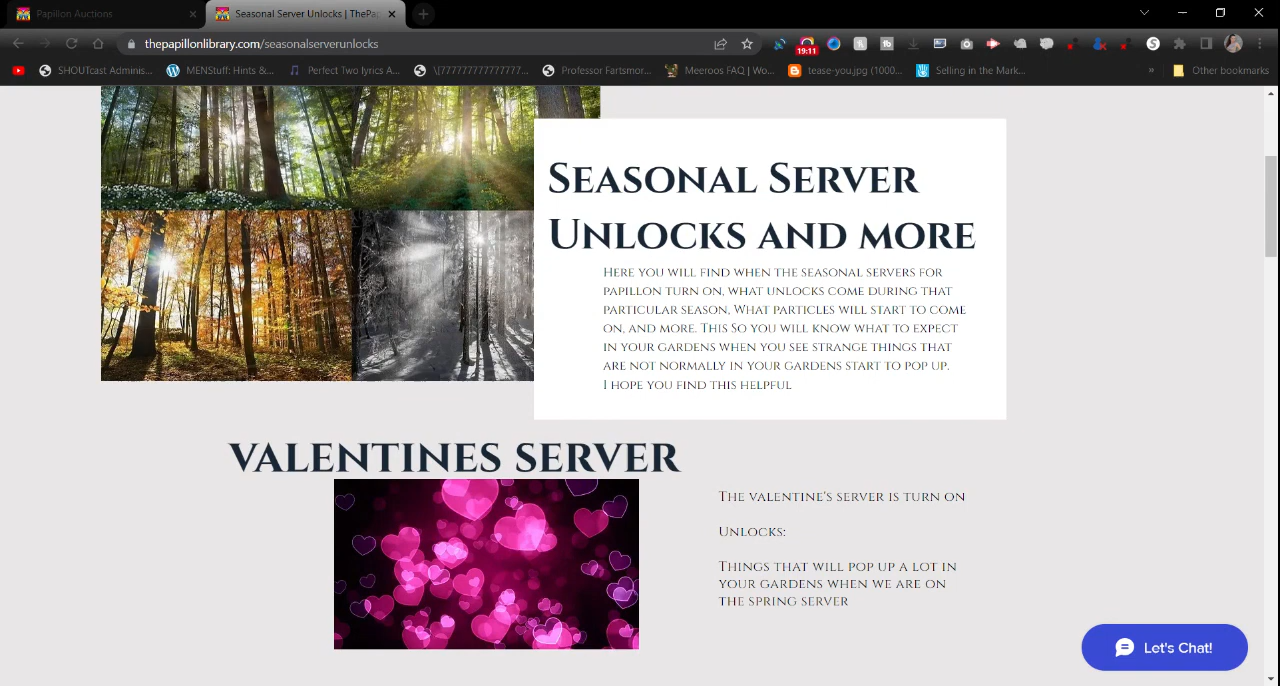 Papillon Auctions
Seasonal Server Unlocks | ThePa
thepapillonlibrary.com/seasonalserverunlocks
19:11
SHOUTcast Adminis...
MENStuff: Hints &...
Perfect Two lyrics A...
Professor Fartsmor...
Meeroos FAQ | Wo...
tease-you.jpg (1000...
Selling in the Mark...
»
Other bookmarks
SEASONAL SERVER
UNLOCKS AND MORE
HERE YOU WILL FIND WHEN THE SEASONAL SERVERS FOR
PAPILLON TURN ON, WHAT UNLOCKS COME DURING THAT
PARTICULAR SEASON, WHAT PARTICLES WILL START TO COME
ON, AND MORE. THIS SO YOU WILL KNOW WHAT TO EXPECT
IN YOUR GARDENS WHEN YOU SEE STRANGE THINGS THAT
ARE NOT NORMALLY IN YOUR GARDENS START TO POP UP.
I HOPE YOU FIND THIS HELPFUL
VALENTINES SERVER
THE VALENTINE'S SERVER IS TURN ON
UNLOCKS:
THINGS THAT WILL POP UP A LOT IN
YOUR GARDENS WHEN WE ARE ON
THE SPRING SERVER
Let's Chat!